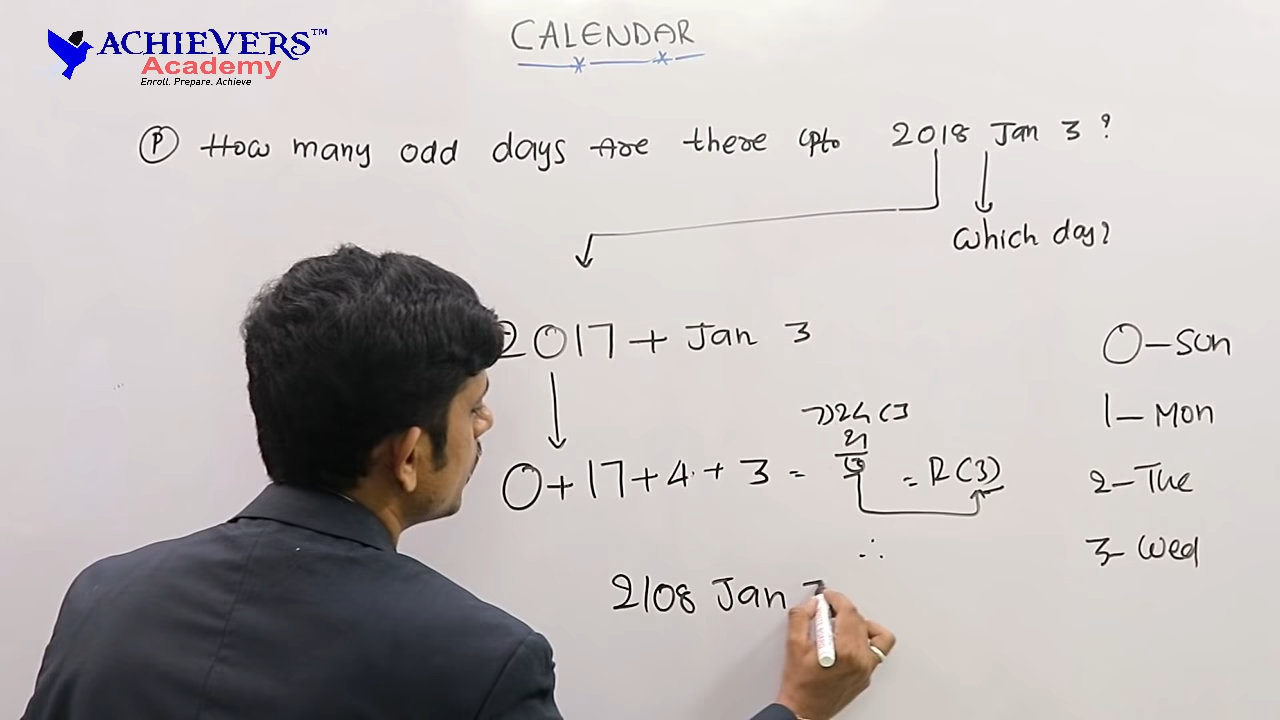 ACHIEVERS™
Academy
Enroll. Prepare. Achieve
CALENDAR
P How many odd days are there upto 2018 Jan 3?
Which day?
2017 + Jan 3
0 - Sun
7)24(3
1 - Mon
21
0 + 17 + 4 + 3 = = R(3)
2 - Tue
3 - Wed
∴
2108 Jan